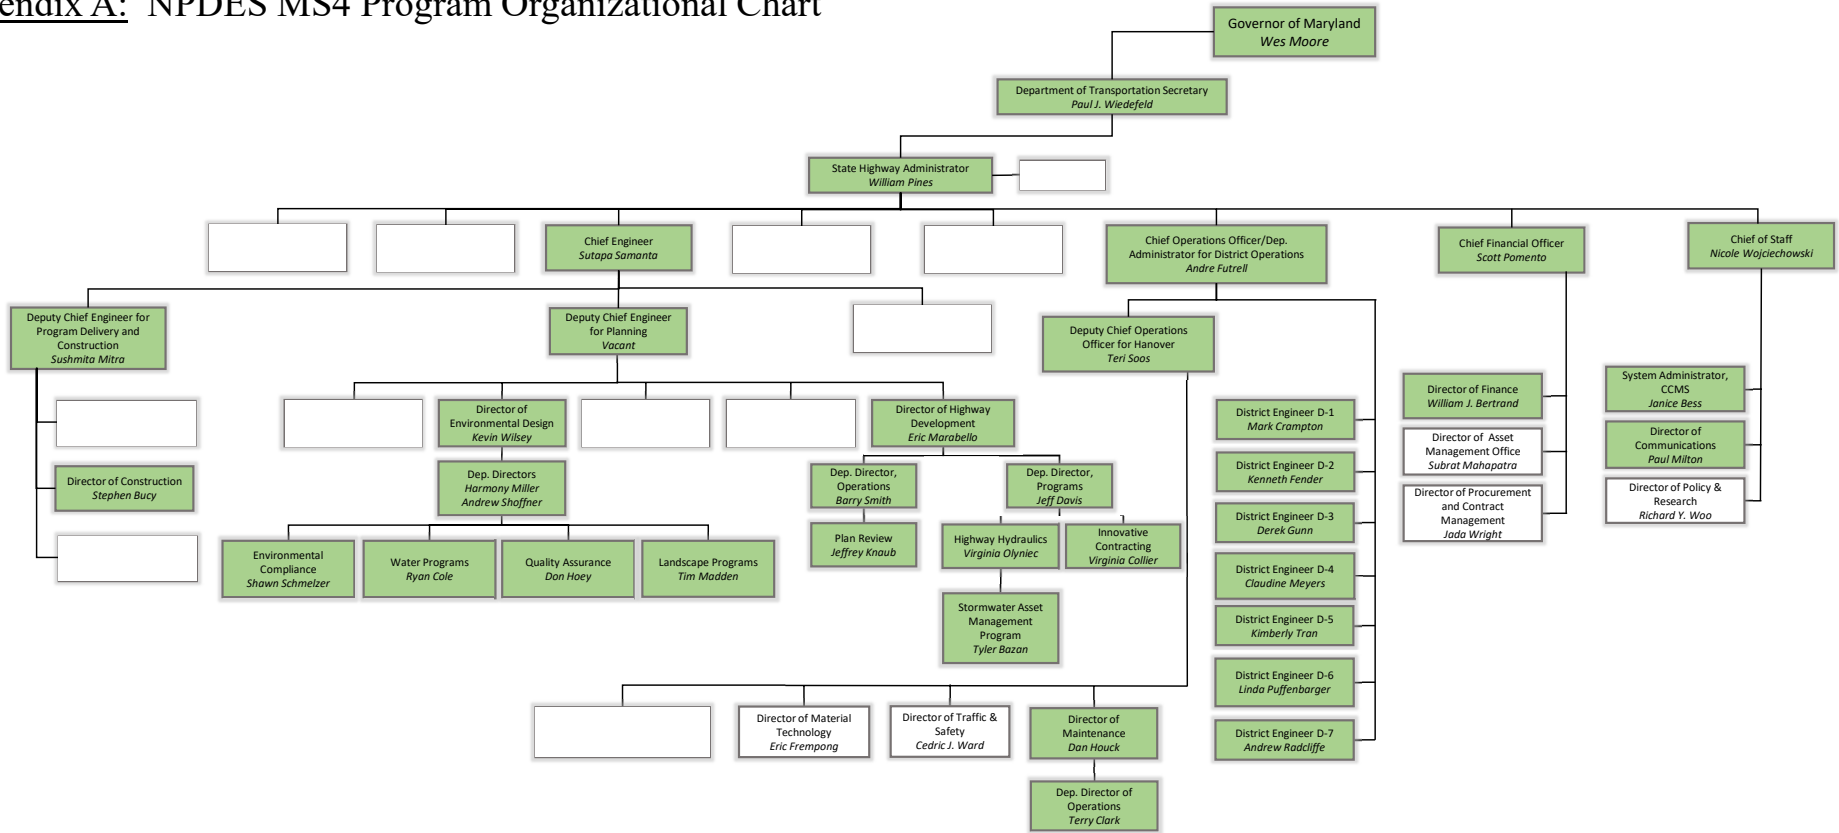 endix A: NPDES MS4 Program Organizational Chart
Governor of Maryland
Wes Moore
Department of Transportation Secretary
Paul J. Wiedefeld
State Highway Administrator
William Pines
Chief Engineer
Sutapa Samanta
Chief Operations Officer/Dep.
Administrator for District Operations
Andre Futrell
Chief Financial Officer
Scott Pomento
Chief of Staff
Nicole Wojciechowski
Deputy Chief Engineer for
Program Delivery and
Construction
Sushmita Mitra
Deputy Chief Engineer
for Planning
Vacant
Deputy Chief Operations
Officer for Hanover
Teri Soos
Director of Construction
Stephen Bucy
Director of
Environmental Design
Kevin Wilsey
Director of Highway
Development
Eric Marabello
Dep. Directors
Harmony Miller
Andrew Shoffner
Dep. Director,
Operations
Barry Smith
Dep. Director,
Programs
Jeff Davis
Environmental
Compliance
Shawn Schmelzer
Water Programs
Ryan Cole
Quality Assurance
Don Hoey
Landscape Programs
Tim Madden
Plan Review
Jeffrey Knaub
Highway Hydraulics
Virginia Olyniec
Innovative
Contracting
Virginia Collier
Stormwater Asset
Management
Program
Tyler Bazan
District Engineer D-1
Mark Crampton
District Engineer D-2
Kenneth Fender
District Engineer D-3
Derek Gunn
District Engineer D-4
Claudine Meyers
District Engineer D-5
Kimberly Tran
District Engineer D-6
Linda Puffenbarger
District Engineer D-7
Andrew Radcliffe
Director of Finance
William J. Bertrand
Director of Asset
Management Office
Subrat Mahapatra
Director of Procurement
and Contract
Management
Jada Wright
System Administrator,
CCMS
Janice Bess
Director of
Communications
Paul Milton
Director of Policy &
Research
Richard Y. Woo
Director of Material
Technology
Eric Frempong
Director of Traffic &
Safety
Cedric J. Ward
Director of
Maintenance
Dan Houck
Dep. Director of
Operations
Terry Clark